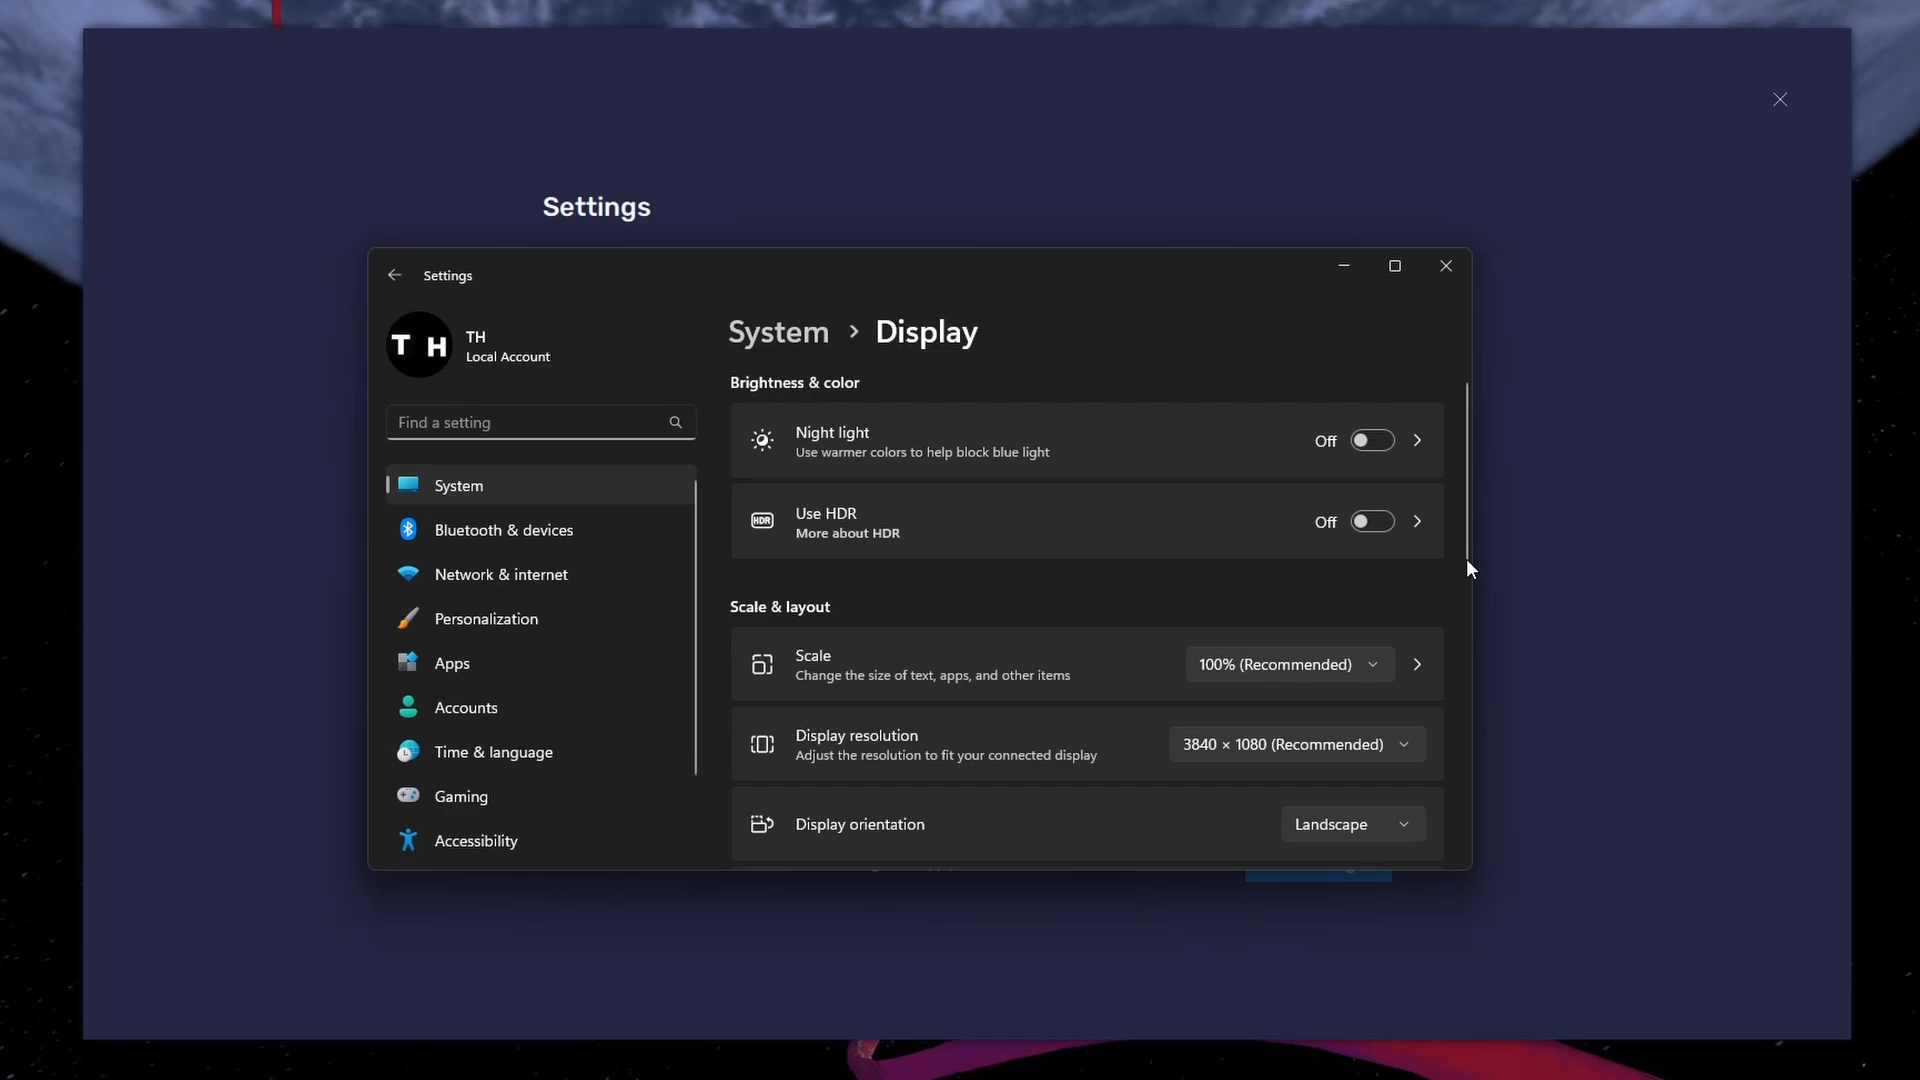 Settings
Settings
T H
TH
Local Account
Find a setting
System
Bluetooth & devices
Network & internet
Personalization
Apps
Accounts
Time & language
Gaming
Accessibility
System > Display
Brightness & color
Night light
Use warmer colors to help block blue light
Off
HDR
Use HDR
More about HDR
Off
Scale & layout
Scale
Change the size of text, apps, and other items
100% (Recommended)
Display resolution
Adjust the resolution to fit your connected display
3840 × 1080 (Recommended)
Display orientation
Landscape